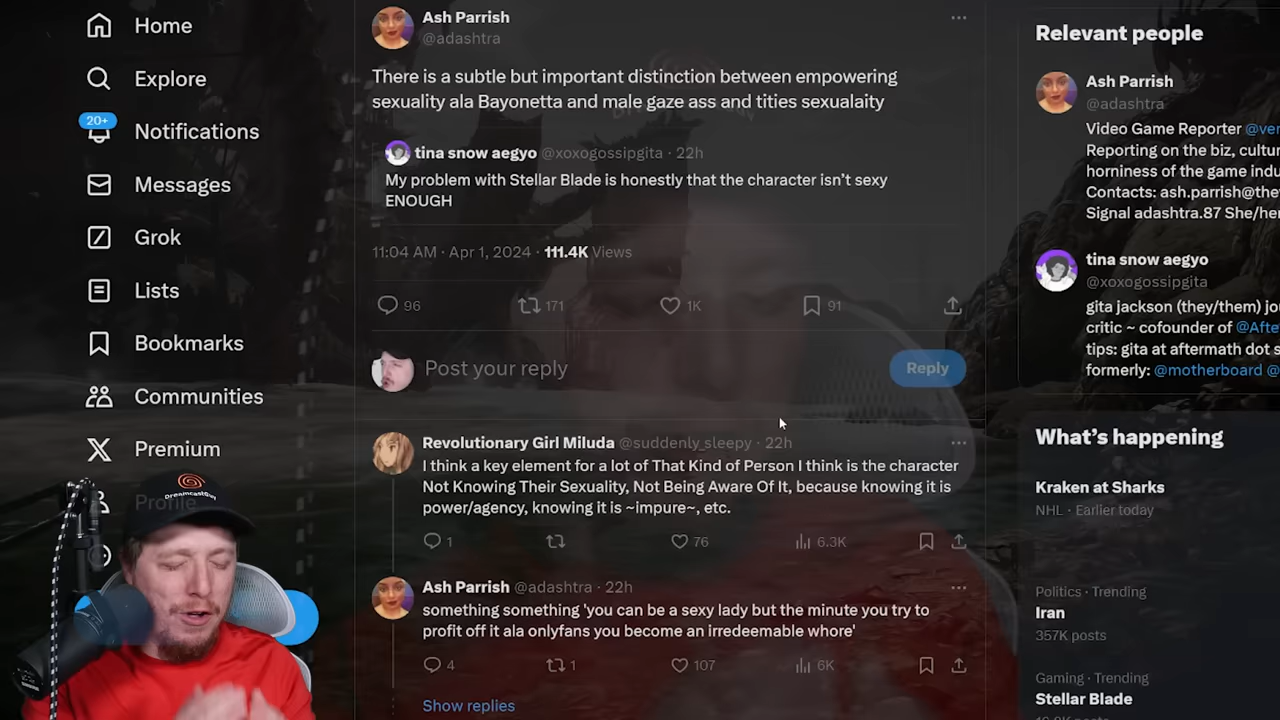 Home
Explore
20+
Notifications
Messages
Grok
Lists
Bookmarks
Communities
Premium
Profile
DreamcastGuy
Ash Parrish
@adashtra
There is a subtle but important distinction between empowering
sexuality ala Bayonetta and male gaze ass and tities sexualaity
tina snow aegyo @xoxogossipgita · 22h
My problem with Stellar Blade is honestly that the character isn't sexy
ENOUGH
11:04 AM · Apr 1, 2024 · 111.4K Views
96 171 1K 91
Post your reply
Reply
Revolutionary Girl Miluda @suddenly_sleepy · 22h
I think a key element for a lot of That Kind of Person I think is the character
Not Knowing Their Sexuality, Not Being Aware Of It, because knowing it is
power/agency, knowing it is ~impure~, etc.
1 76 6.3K
Ash Parrish @adashtra · 22h
something something 'you can be a sexy lady but the minute you try to
profit off it ala onlyfans you become an irredeemable whore'
4 1 107 6K
Show replies
Relevant people
Ash Parrish
@adashtra
Video Game Reporter @ver
Reporting on the biz, cultur
horniness of the game indu
Contacts: ash.parrish@the
Signal adashtra.87 She/her
tina snow aegyo
@xoxogossipgita
gita jackson (they/them) jou
critic ~ cofounder of @Afte
tips: gita at aftermath dot s
formerly: @motherboard @
What's happening
Kraken at Sharks
NHL · Earlier today
Politics · Trending
Iran
357K posts
Gaming · Trending
Stellar Blade